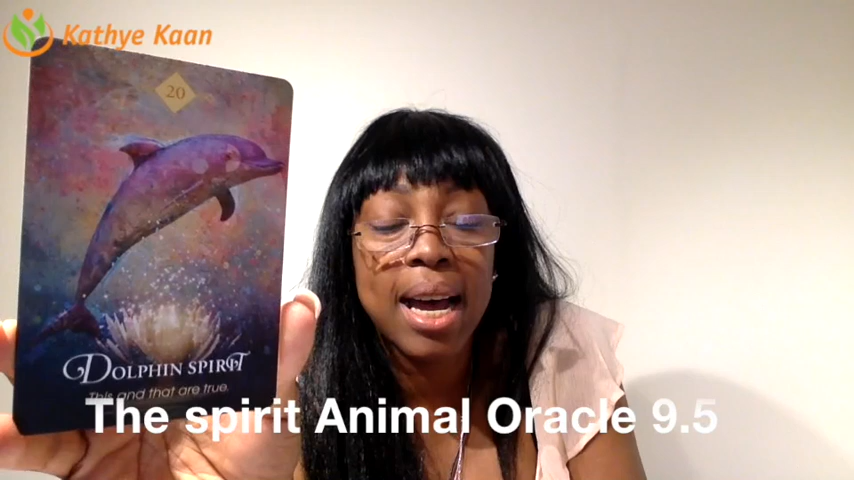 Kathye Kaan
20
DOLPHIN SPIRIT
This and that are true.
The spirit Animal Oracle 9.5